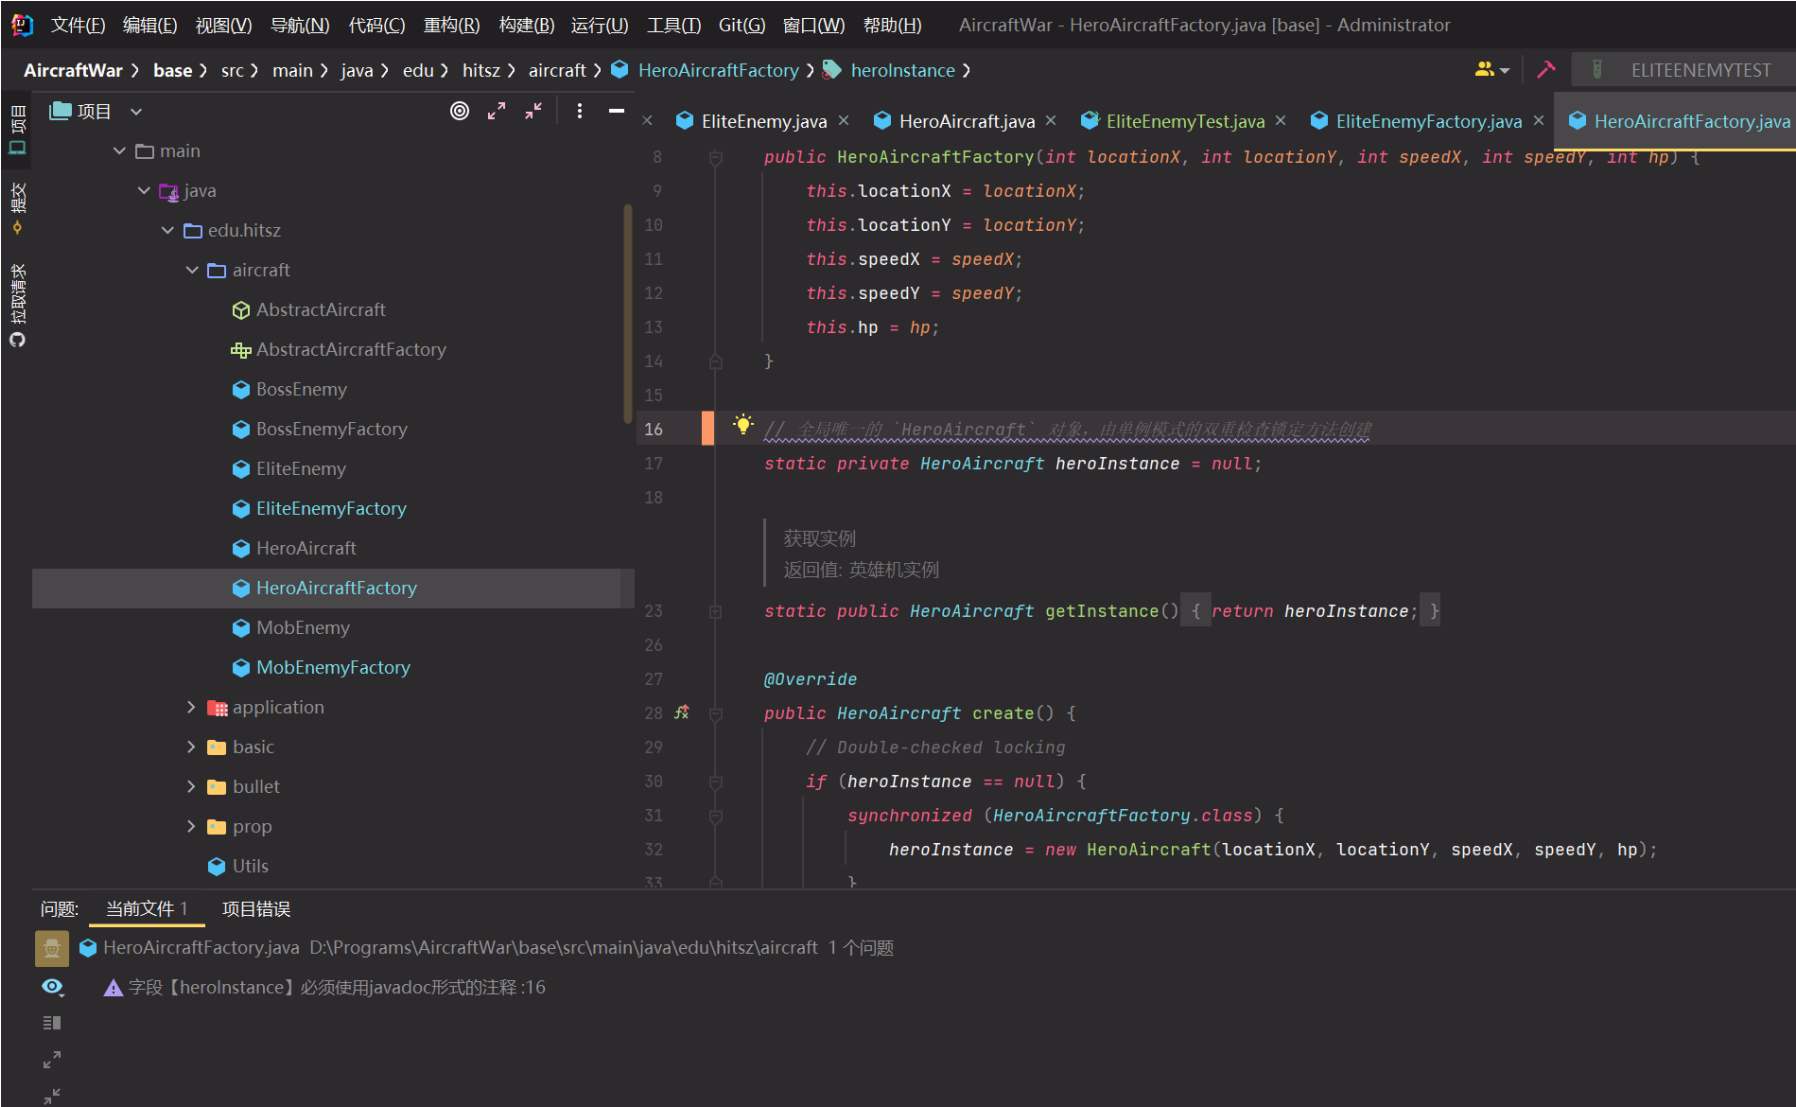 文件(F) 编辑(E) 视图(V) 导航(N) 代码(C) 重构(R) 构建(B) 运行(U) 工具(T) Git(G) 窗口(W) 帮助(H) AircraftWar - HeroAircraftFactory.java [base] - Administrator
AircraftWar 〉 base 〉 src 〉 main 〉 java 〉 edu 〉 hitsz 〉 aircraft 〉 HeroAircraftFactory 〉 heroInstance 〉 ELITEENEMYTEST
项目
提交
拉取请求
项目
main
java
edu.hitsz
aircraft
AbstractAircraft
AbstractAircraftFactory
BossEnemy
BossEnemyFactory
EliteEnemy
EliteEnemyFactory
HeroAircraft
HeroAircraftFactory
MobEnemy
MobEnemyFactory
application
basic
bullet
prop
Utils
EliteEnemy.java HeroAircraft.java EliteEnemyTest.java EliteEnemyFactory.java HeroAircraftFactory.java
8 public HeroAircraftFactory(int locationX, int locationY, int speedX, int speedY, int hp) {
9 this.locationX = locationX;
10 this.locationY = locationY;
11 this.speedX = speedX;
12 this.speedY = speedY;
13 this.hp = hp;
14 }
15
16 // 全局唯一的 `HeroAircraft` 对象，由单例模式的双重检查锁定方法创建
17 static private HeroAircraft heroInstance = null;
18
获取实例
返回值: 英雄机实例
23 static public HeroAircraft getInstance() { return heroInstance; }
26
27 @Override
28 public HeroAircraft create() {
29 // Double-checked locking
30 if (heroInstance == null) {
31 synchronized (HeroAircraftFactory.class) {
32 heroInstance = new HeroAircraft(locationX, locationY, speedX, speedY, hp);
33 }
问题: 当前文件 1 项目错误
HeroAircraftFactory.java D:\Programs\AircraftWar\base\src\main\java\edu\hitsz\aircraft 1 个问题
字段【heroInstance】必须使用javadoc形式的注释 :16